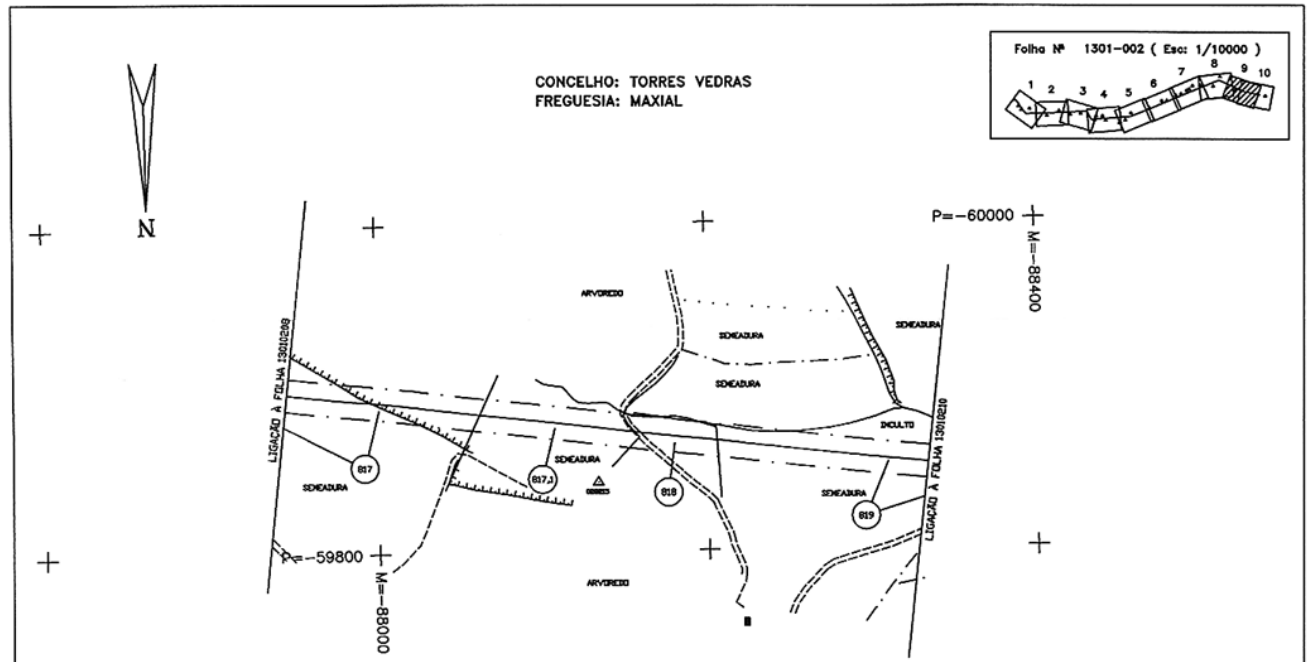 Folha Nº 1301-002 ( Esc: 1/10000 )
1 2 3 4 5 6 7 8 9 10
CONCELHO: TORRES VEDRAS
FREGUESIA: MAXIAL
N
P=-60000
M=-88400
ARVOREDO
SEMEADURA
SEMEADURA
SEMEADURA
LIGAÇÃO À FOLHA 13010208
LIGAÇÃO À FOLHA 13010210
INCULTO
817
SEMEADURA
817,1
SEMEADURA
818
SEMEADURA
819
P=-59800
M=-88000
ARVOREDO